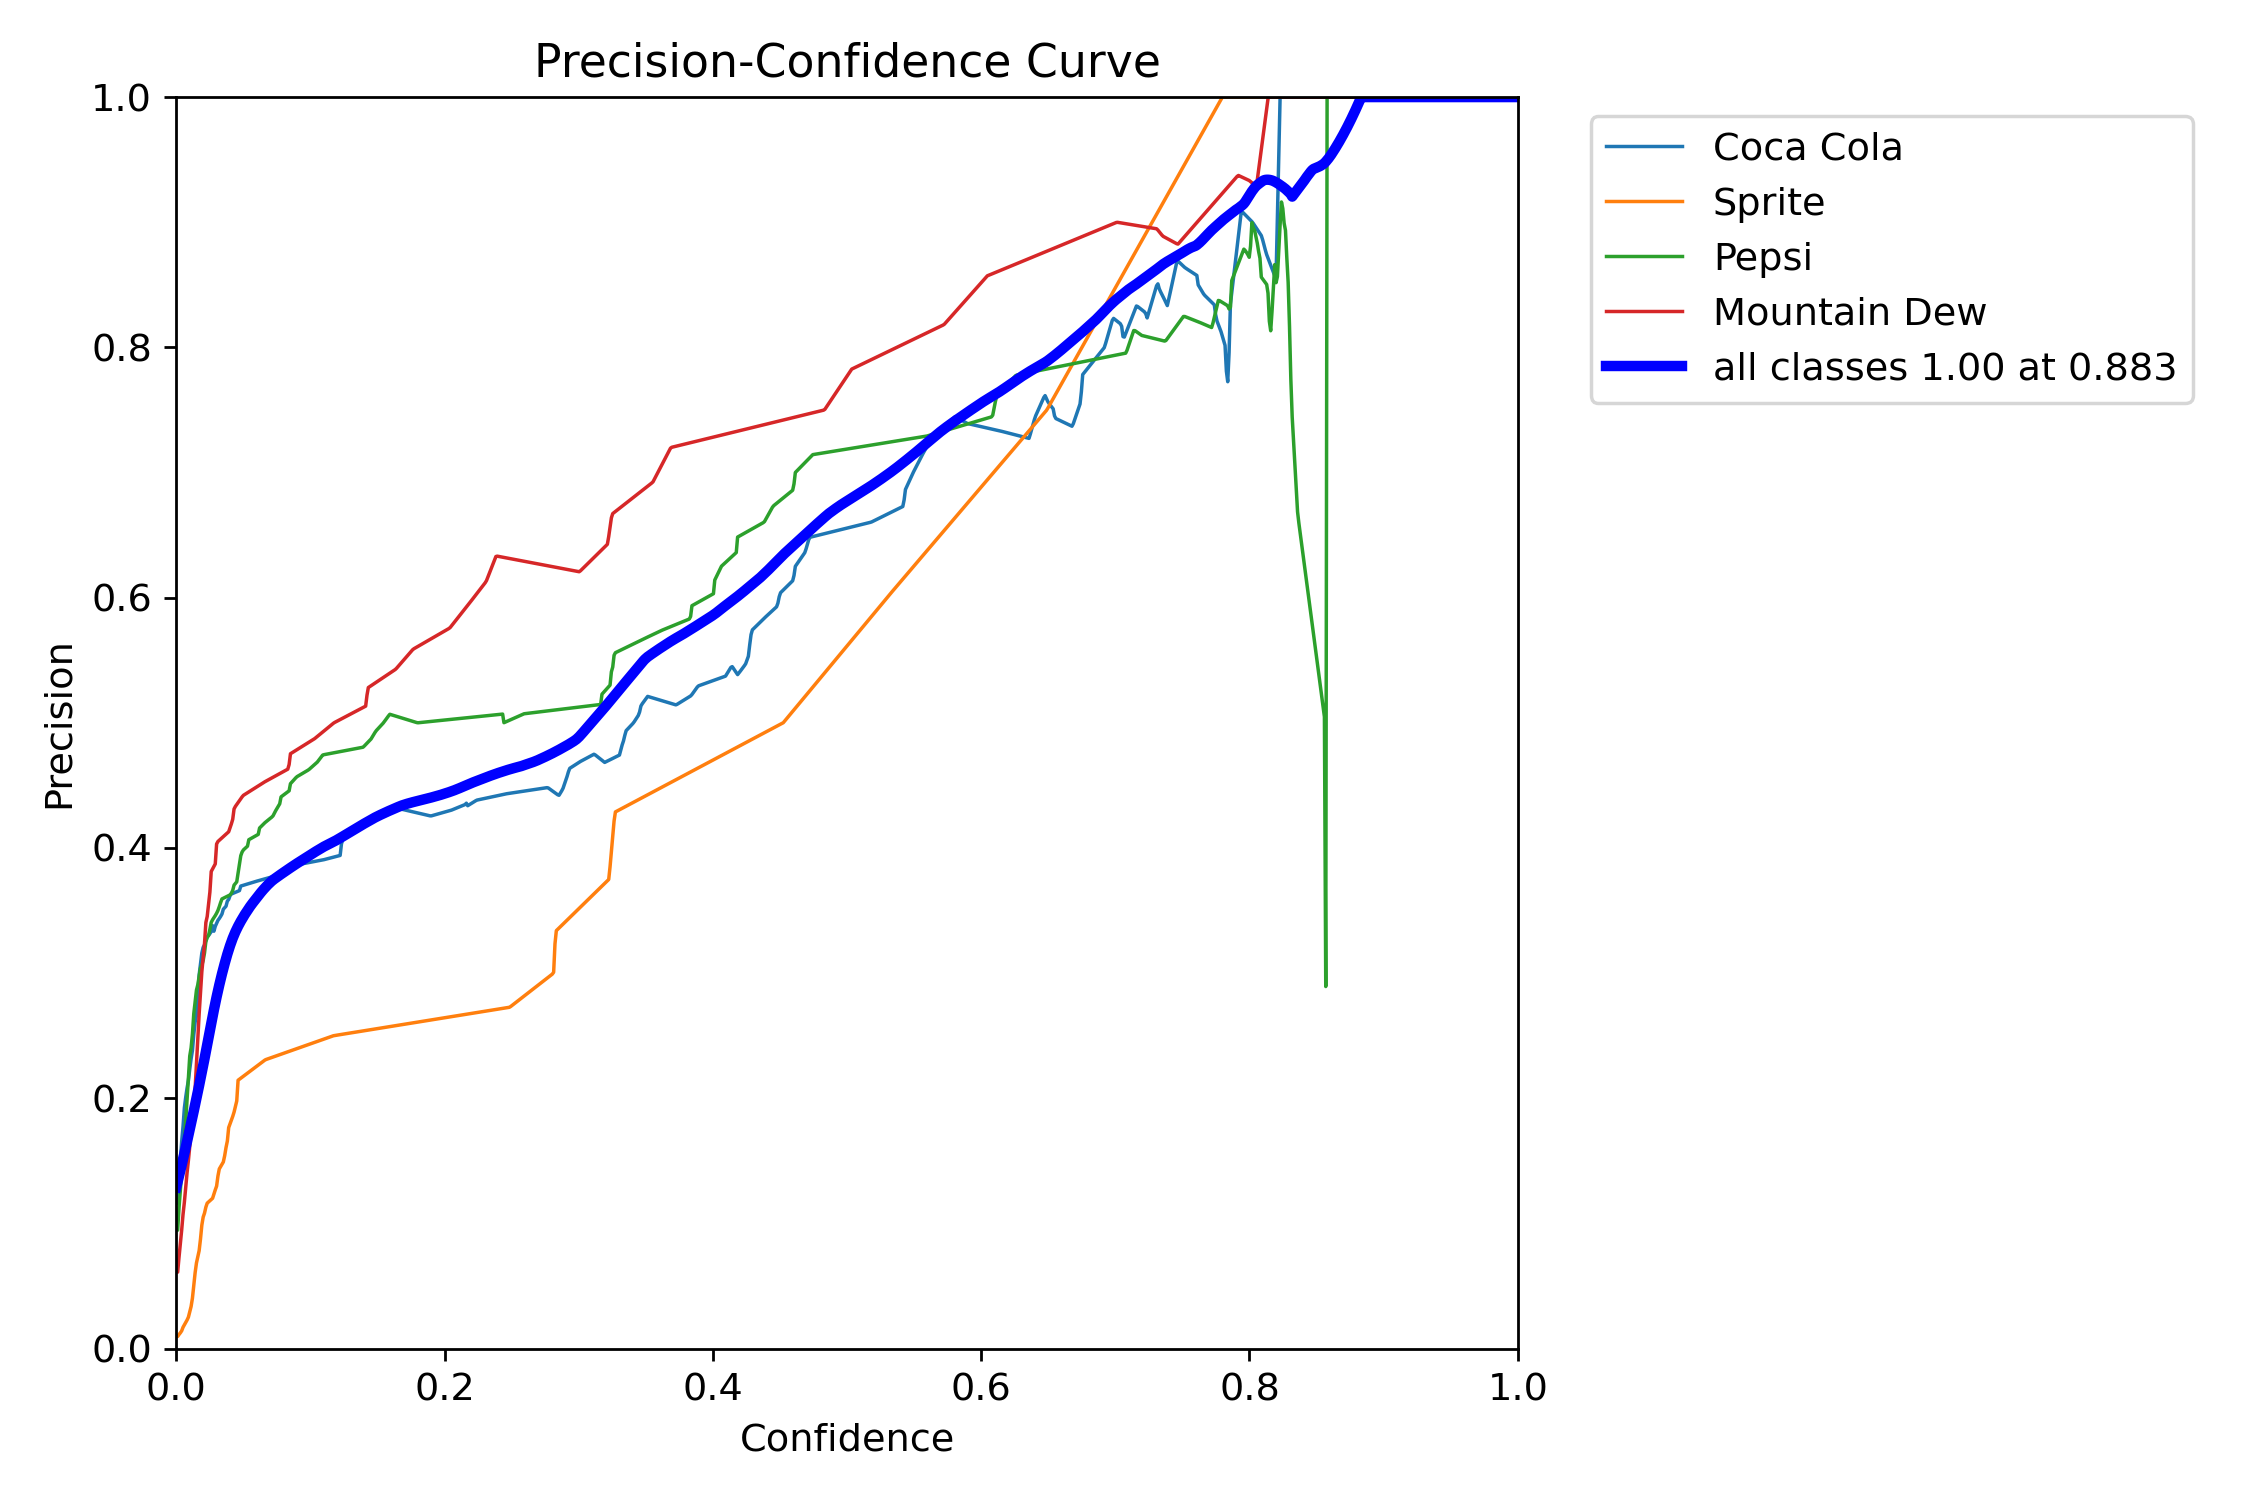 Precision-Confidence Curve
1.0
0.8
0.6
0.4
0.2
0.0
Precision
0.0 0.2 0.4 0.6 0.8 1.0
Confidence
Coca Cola
Sprite
Pepsi
Mountain Dew
all classes 1.00 at 0.883